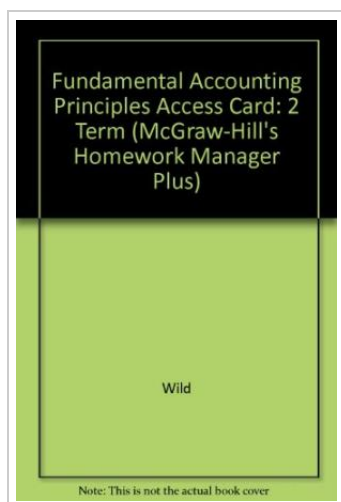 Fundamental Accounting
Principles Access Card: 2
Term (McGraw-Hill's
Homework Manager
Plus)
Wild
Note: This is not the actual book cover